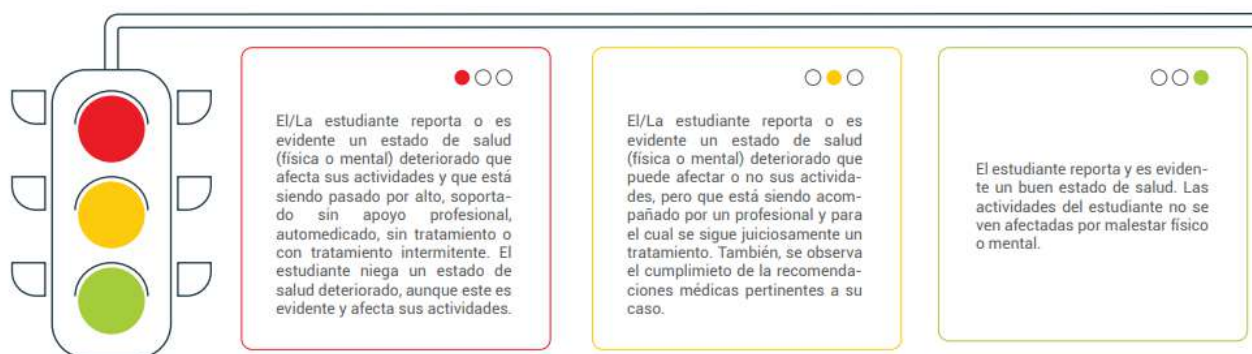 El/La estudiante reporta o es
evidente un estado de salud
(física o mental) deteriorado que
afecta sus actividades y que está
siendo pasado por alto, soporta-
do sin apoyo profesional,
automedicado, sin tratamiento o
con tratamiento intermitente. El
estudiante niega un estado de
salud deteriorado, aunque este es
evidente y afecta sus actividades.
El/La estudiante reporta o es
evidente un estado de salud
(física o mental) deteriorado que
puede afectar o no sus activida-
des, pero que está siendo acom-
pañado por un profesional y para
el cual se sigue juiciosamente un
tratamiento. También, se observa
el cumplimieto de la recomenda-
ciones médicas pertinentes a su
caso.
El estudiante reporta y es eviden-
te un buen estado de salud. Las
actividades del estudiante no se
ven afectadas por malestar físico
o mental.